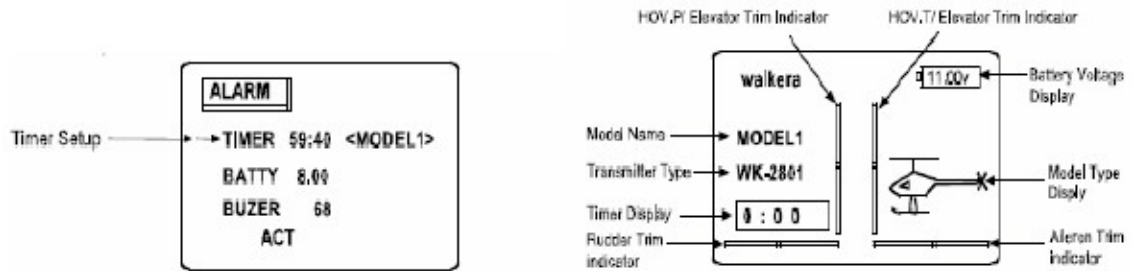 ALARM
Timer Setup
TIMER 59:40 <MODEL1>
BATTY 8.00
BUZER 68
ACT
HOV.P/ Elevator Trim Indicator
HOV.T/ Elevator Trim Indicator
walkera
11.00v
Battery Voltage
Display
Model Name
MODEL1
Transmitter Type
WK-2801
Model Type
Disply
Timer Display
0:00
Rudder Trim
indicator
Aileron Trim
indicator